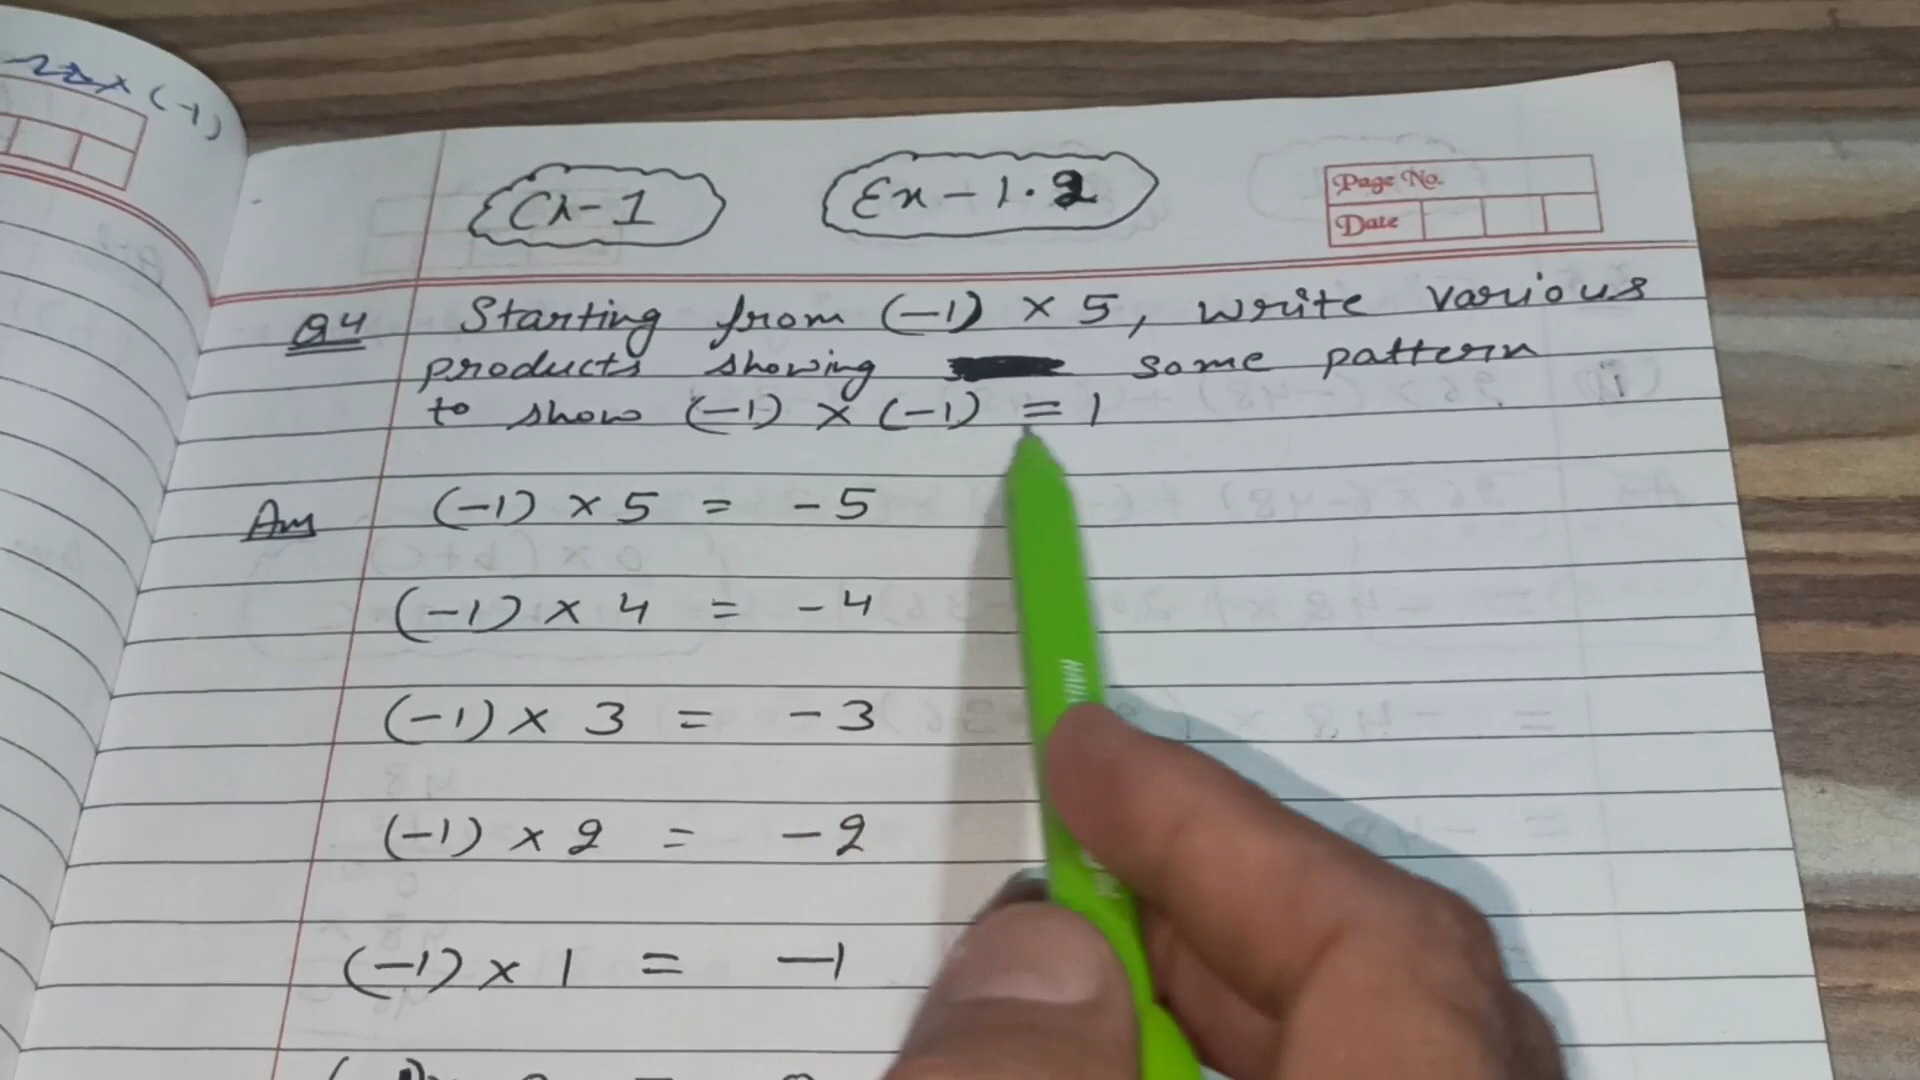 (-1)
Ch-1
Ex-1.2
Page No.
Date
Q4 Starting from (-1) × 5, write various
products showing some pattern
to show (-1) × (-1) = 1
Ans (-1) × 5 = -5
(-1) × 4 = -4
(-1) × 3 = -3
(-1) × 2 = -2
(-1) × 1 = -1